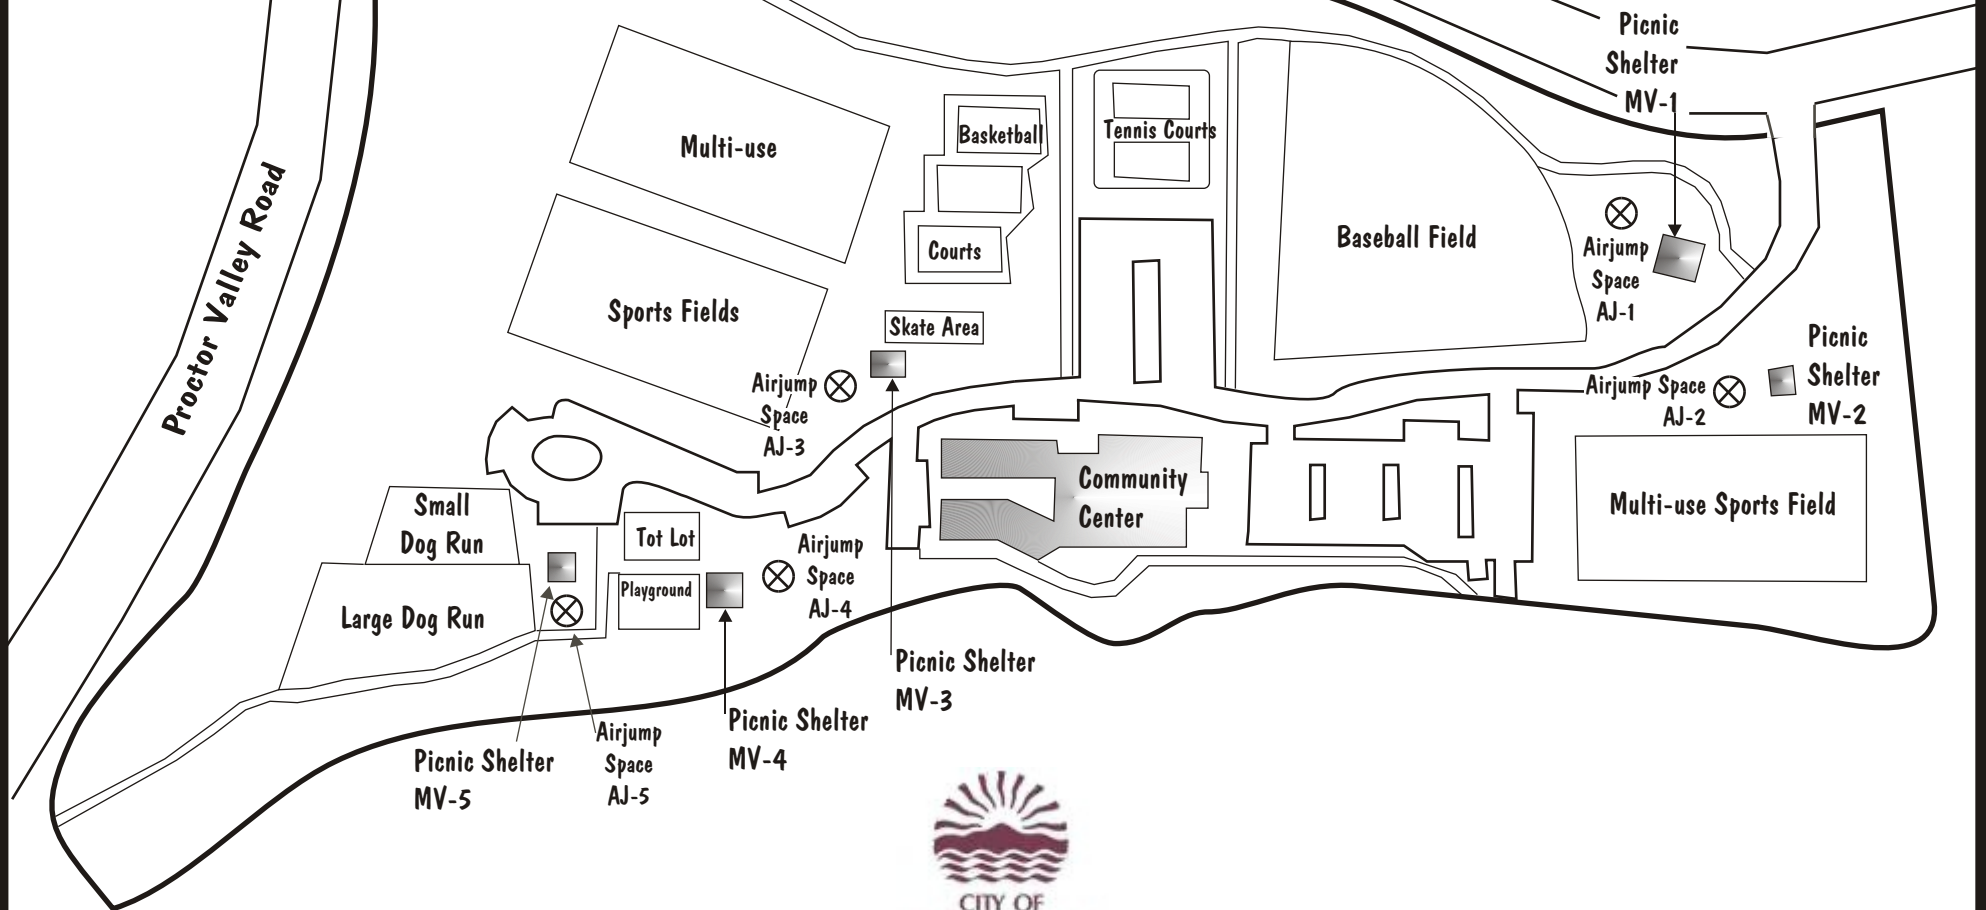 Picnic
Shelter
MV-1
Basketball
Tennis Courts
Multi-use
Proctor Valley Road
Baseball Field
Courts
Airjump
Space
AJ-1
Sports Fields
Skate Area
Picnic
Shelter
MV-2
Airjump
Space
AJ-3
Airjump Space
AJ-2
Community
Center
Multi-use Sports Field
Small
Dog Run
Tot Lot
Airjump
Space
AJ-4
Playground
Large Dog Run
Picnic Shelter
MV-3
Picnic Shelter
MV-4
Airjump
Space
AJ-5
Picnic Shelter
MV-5
CITY OF